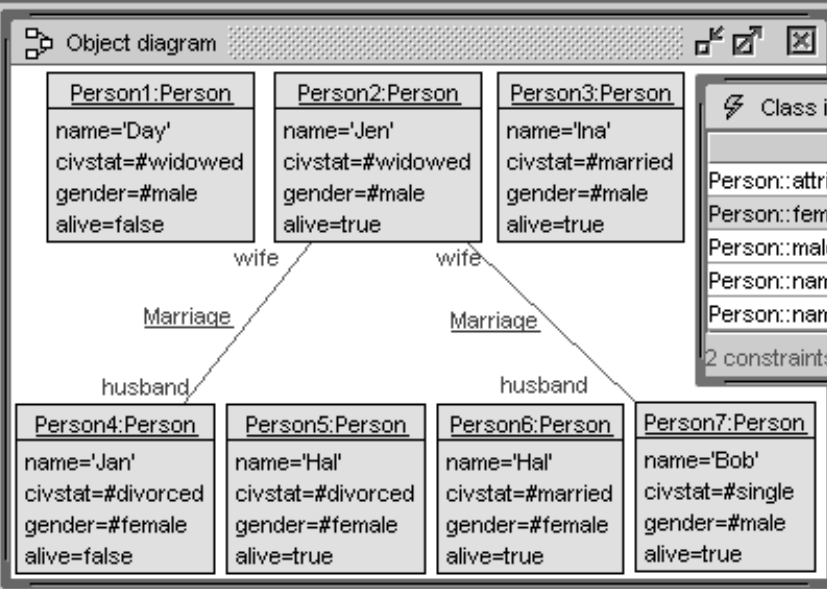 Object diagram
Person1:Person
name='Day'
civstat=#widowed
gender=#male
alive=false
Person2:Person
name='Jen'
civstat=#widowed
gender=#male
alive=true
Person3:Person
name='Ina'
civstat=#married
gender=#male
alive=true
Class i
Person::attri
Person::fem
Person::mal
Person::nam
Person::nam
2 constraints
wife
wife
Marriage
Marriage
husband
husband
Person4:Person
name='Jan'
civstat=#divorced
gender=#female
alive=false
Person5:Person
name='Hal'
civstat=#divorced
gender=#female
alive=true
Person6:Person
name='Hal'
civstat=#married
gender=#female
alive=true
Person7:Person
name='Bob'
civstat=#single
gender=#male
alive=true